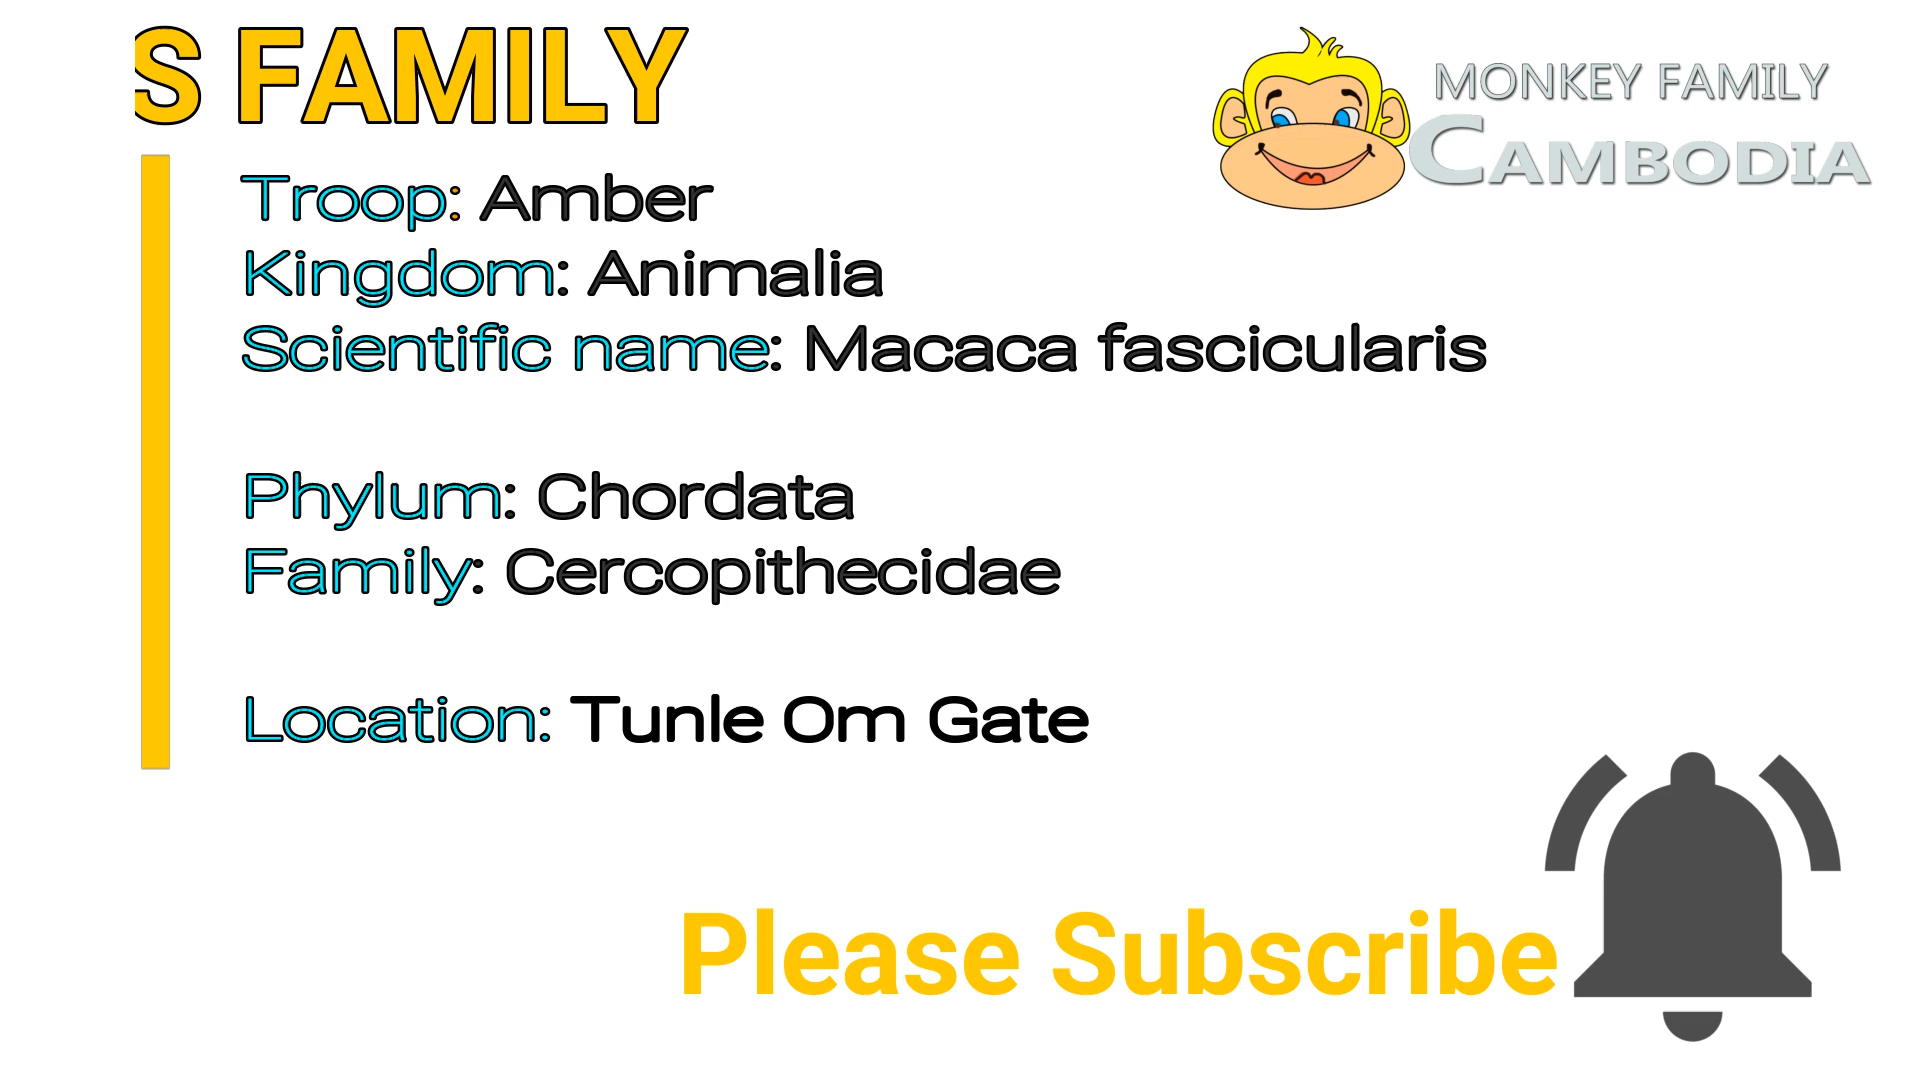 S FAMILY
MONKEY FAMILY
CAMBODIA
Troop: Amber
Kingdom: Animalia
Scientific name: Macaca fascicularis
Phylum: Chordata
Family: Cercopithecidae
Location: Tunle Om Gate
Please Subscribe